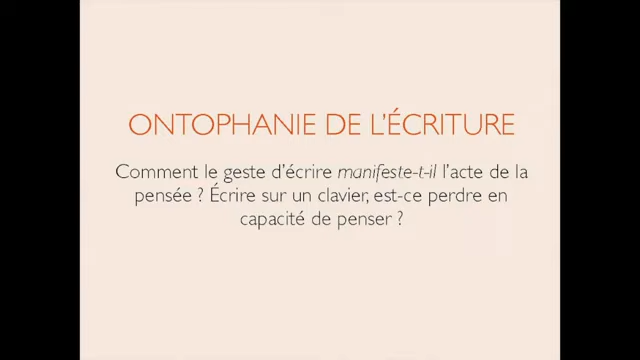 ONTOPHANIE DE L'ÉCRITURE
Comment le geste d'écrire manifeste-t-il l'acte de la
pensée ? Écrire sur un clavier, est-ce perdre en
capacité de penser ?